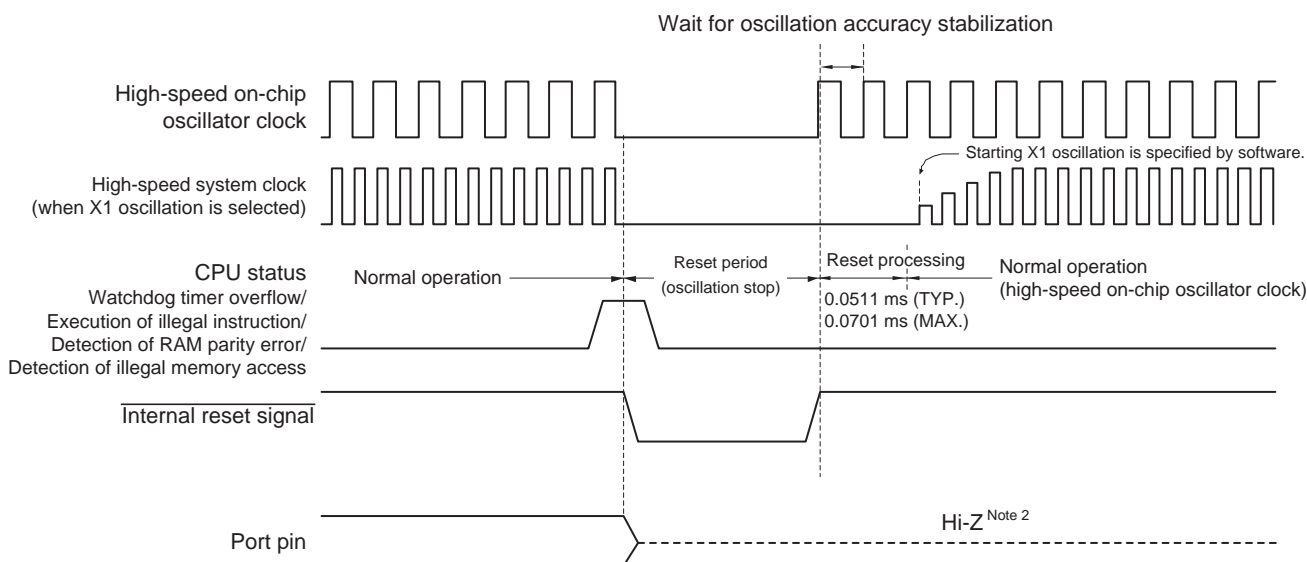 Wait for oscillation accuracy stabilization
High-speed on-chip
oscillator clock
Starting X1 oscillation is specified by software.
High-speed system clock
(when X1 oscillation is selected)
CPU status
Normal operation
Reset period
(oscillation stop)
Reset processing
0.0511 ms (TYP.)
0.0701 ms (MAX.)
Normal operation
(high-speed on-chip oscillator clock)
Watchdog timer overflow/
Execution of illegal instruction/
Detection of RAM parity error/
Detection of illegal memory access
Internal reset signal
Port pin
Hi-Z Note 2